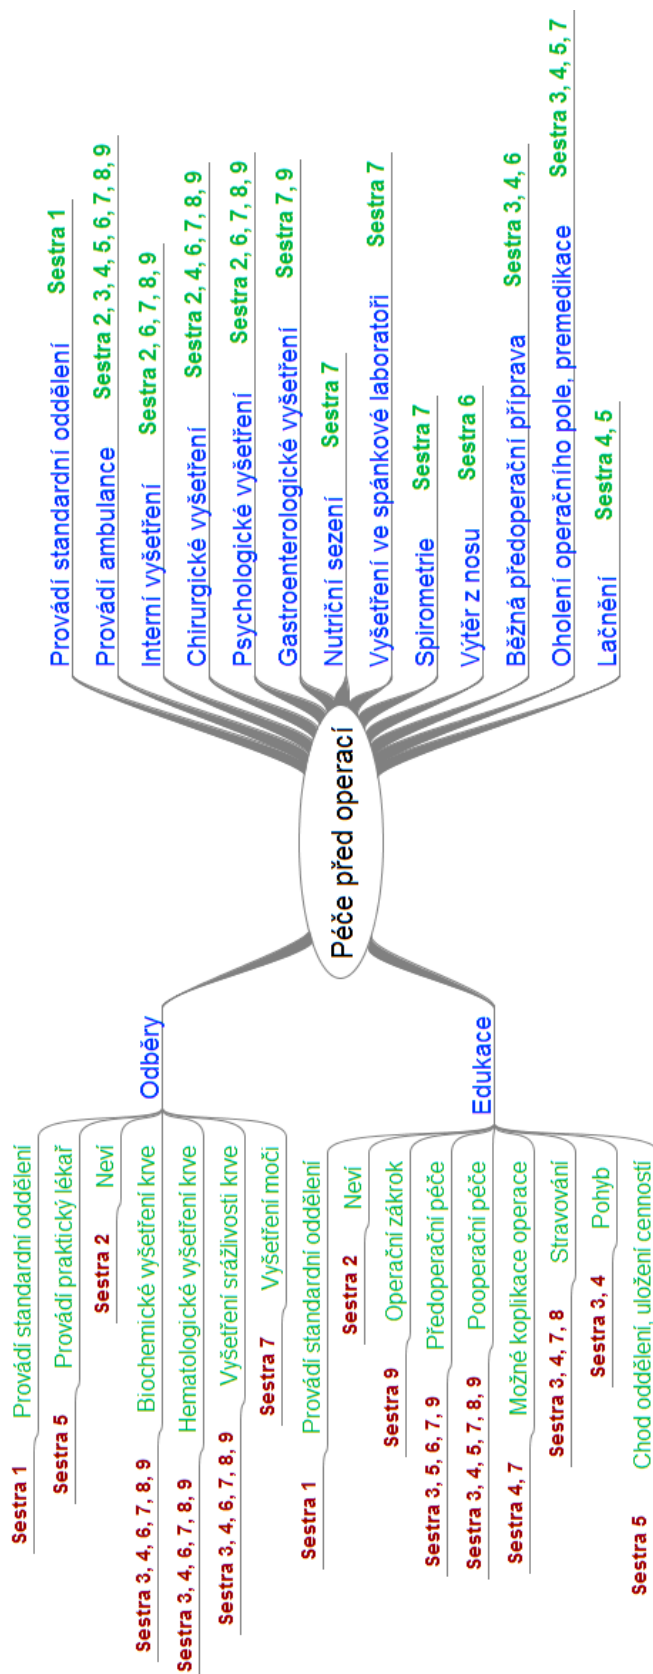 Péče před operací
Provádí standardní oddělení Sestra 1
Provádí ambulance Sestra 2, 3, 4, 5, 6, 7, 8, 9
Interní vyšetření Sestra 2, 6, 7, 8, 9
Chirurgické vyšetření Sestra 2, 4, 6, 7, 8, 9
Psychologické vyšetření Sestra 2, 6, 7, 8, 9
Gastroenterologické vyšetření Sestra 7, 9
Nutriční sezení Sestra 7
Vyšetření ve spánkové laboratoři Sestra 7
Spirometrie Sestra 7
Výtěr z nosu Sestra 6
Běžná předoperační příprava Sestra 3, 4, 6
Oholení operačního pole, premedikace Sestra 3, 4, 5, 7
Lačnění Sestra 4, 5
Odběry
Sestra 1 Provádí standardní oddělení
Sestra 5 Provádí praktický lékař
Sestra 2 Neví
Sestra 3, 4, 6, 7, 8, 9 Biochemické vyšetření krve
Sestra 3, 4, 6, 7, 8, 9 Hematologické vyšetření krve
Sestra 3, 4, 6, 7, 8, 9 Vyšetření srážlivosti krve
Sestra 7 Vyšetření moči
Edukace
Sestra 1 Provádí standardní oddělení
Sestra 2 Neví
Sestra 9 Operační zákrok
Sestra 3, 5, 6, 7, 9 Předoperační péče
Sestra 3, 4, 5, 7, 8, 9 Pooperační péče
Sestra 4, 7 Možné koplikace operace
Sestra 3, 4, 7, 8 Stravování
Sestra 3, 4 Pohyb
Sestra 5 Chod oddělení, uložení cenností